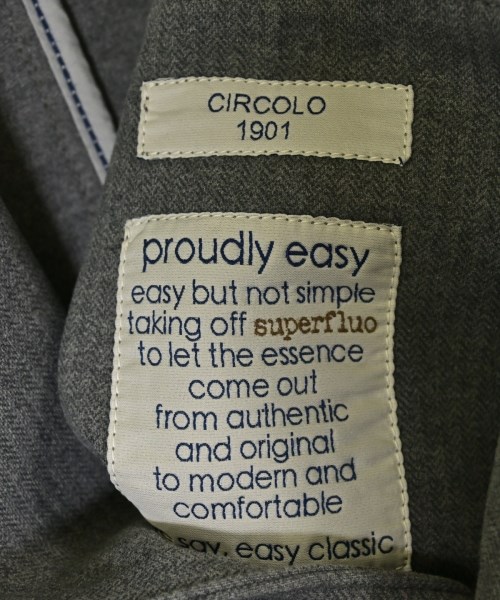 CIRCOLO
1901
proudly easy
easy but not simple
taking off superfluo
to let the essence
come out
from authentic
and original
to modern and
comfortable
say, easy classic